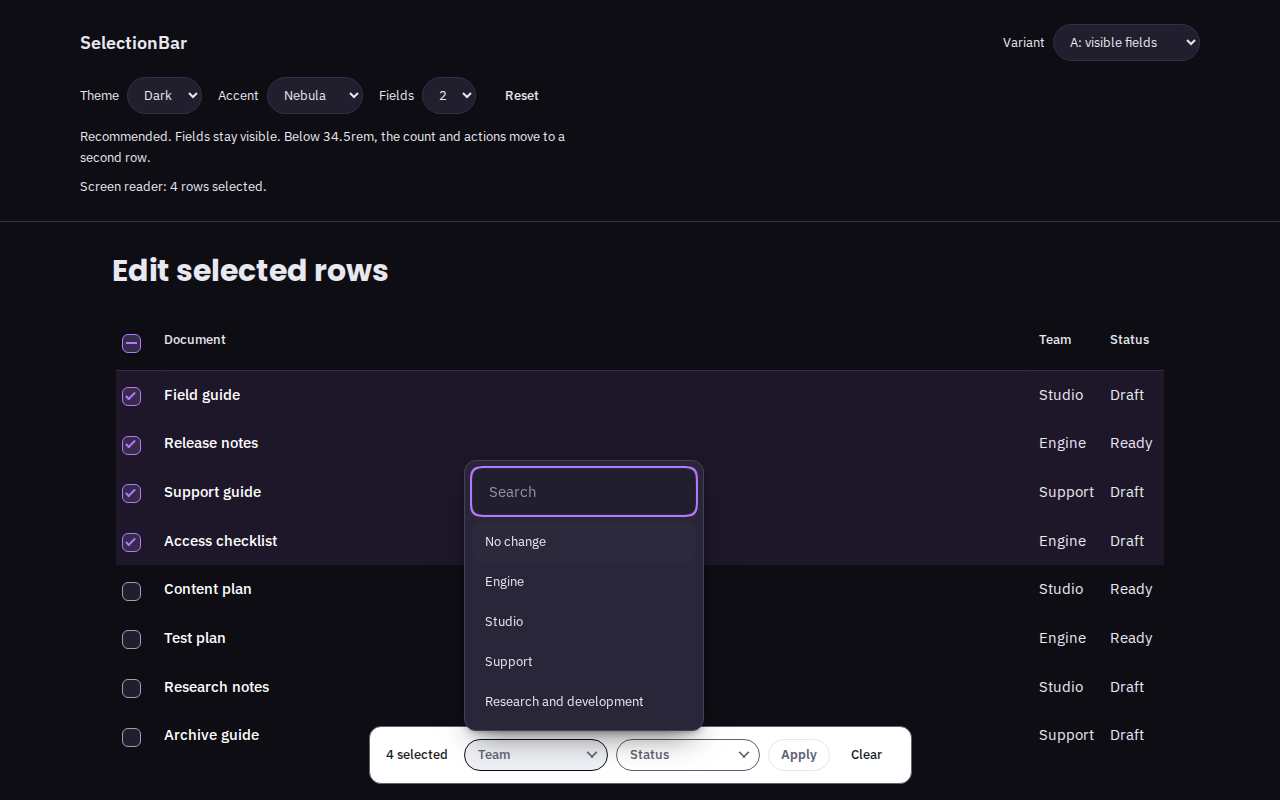 SelectionBar
Variant
A: visible fields
Theme
Dark
Accent
Nebula
Fields
2
Reset
Recommended. Fields stay visible. Below 34.5rem, the count and actions move to a
second row.
Screen reader: 4 rows selected.
Edit selected rows
Document Team Status
Field guide Studio Draft
Release notes Engine Ready
Support guide Support Draft
Access checklist Engine Draft
Content plan Studio Ready
Test plan Engine Ready
Research notes Studio Draft
Archive guide Support Draft
Search
No change
Engine
Studio
Support
Research and development
4 selected
Team
Status
Apply
Clear